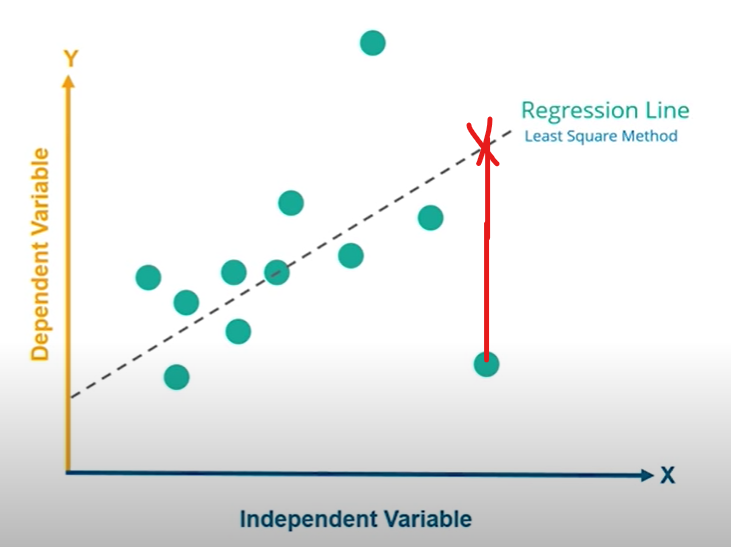 Y
Regression Line
Least Square Method
Dependent Variable
X
Independent Variable